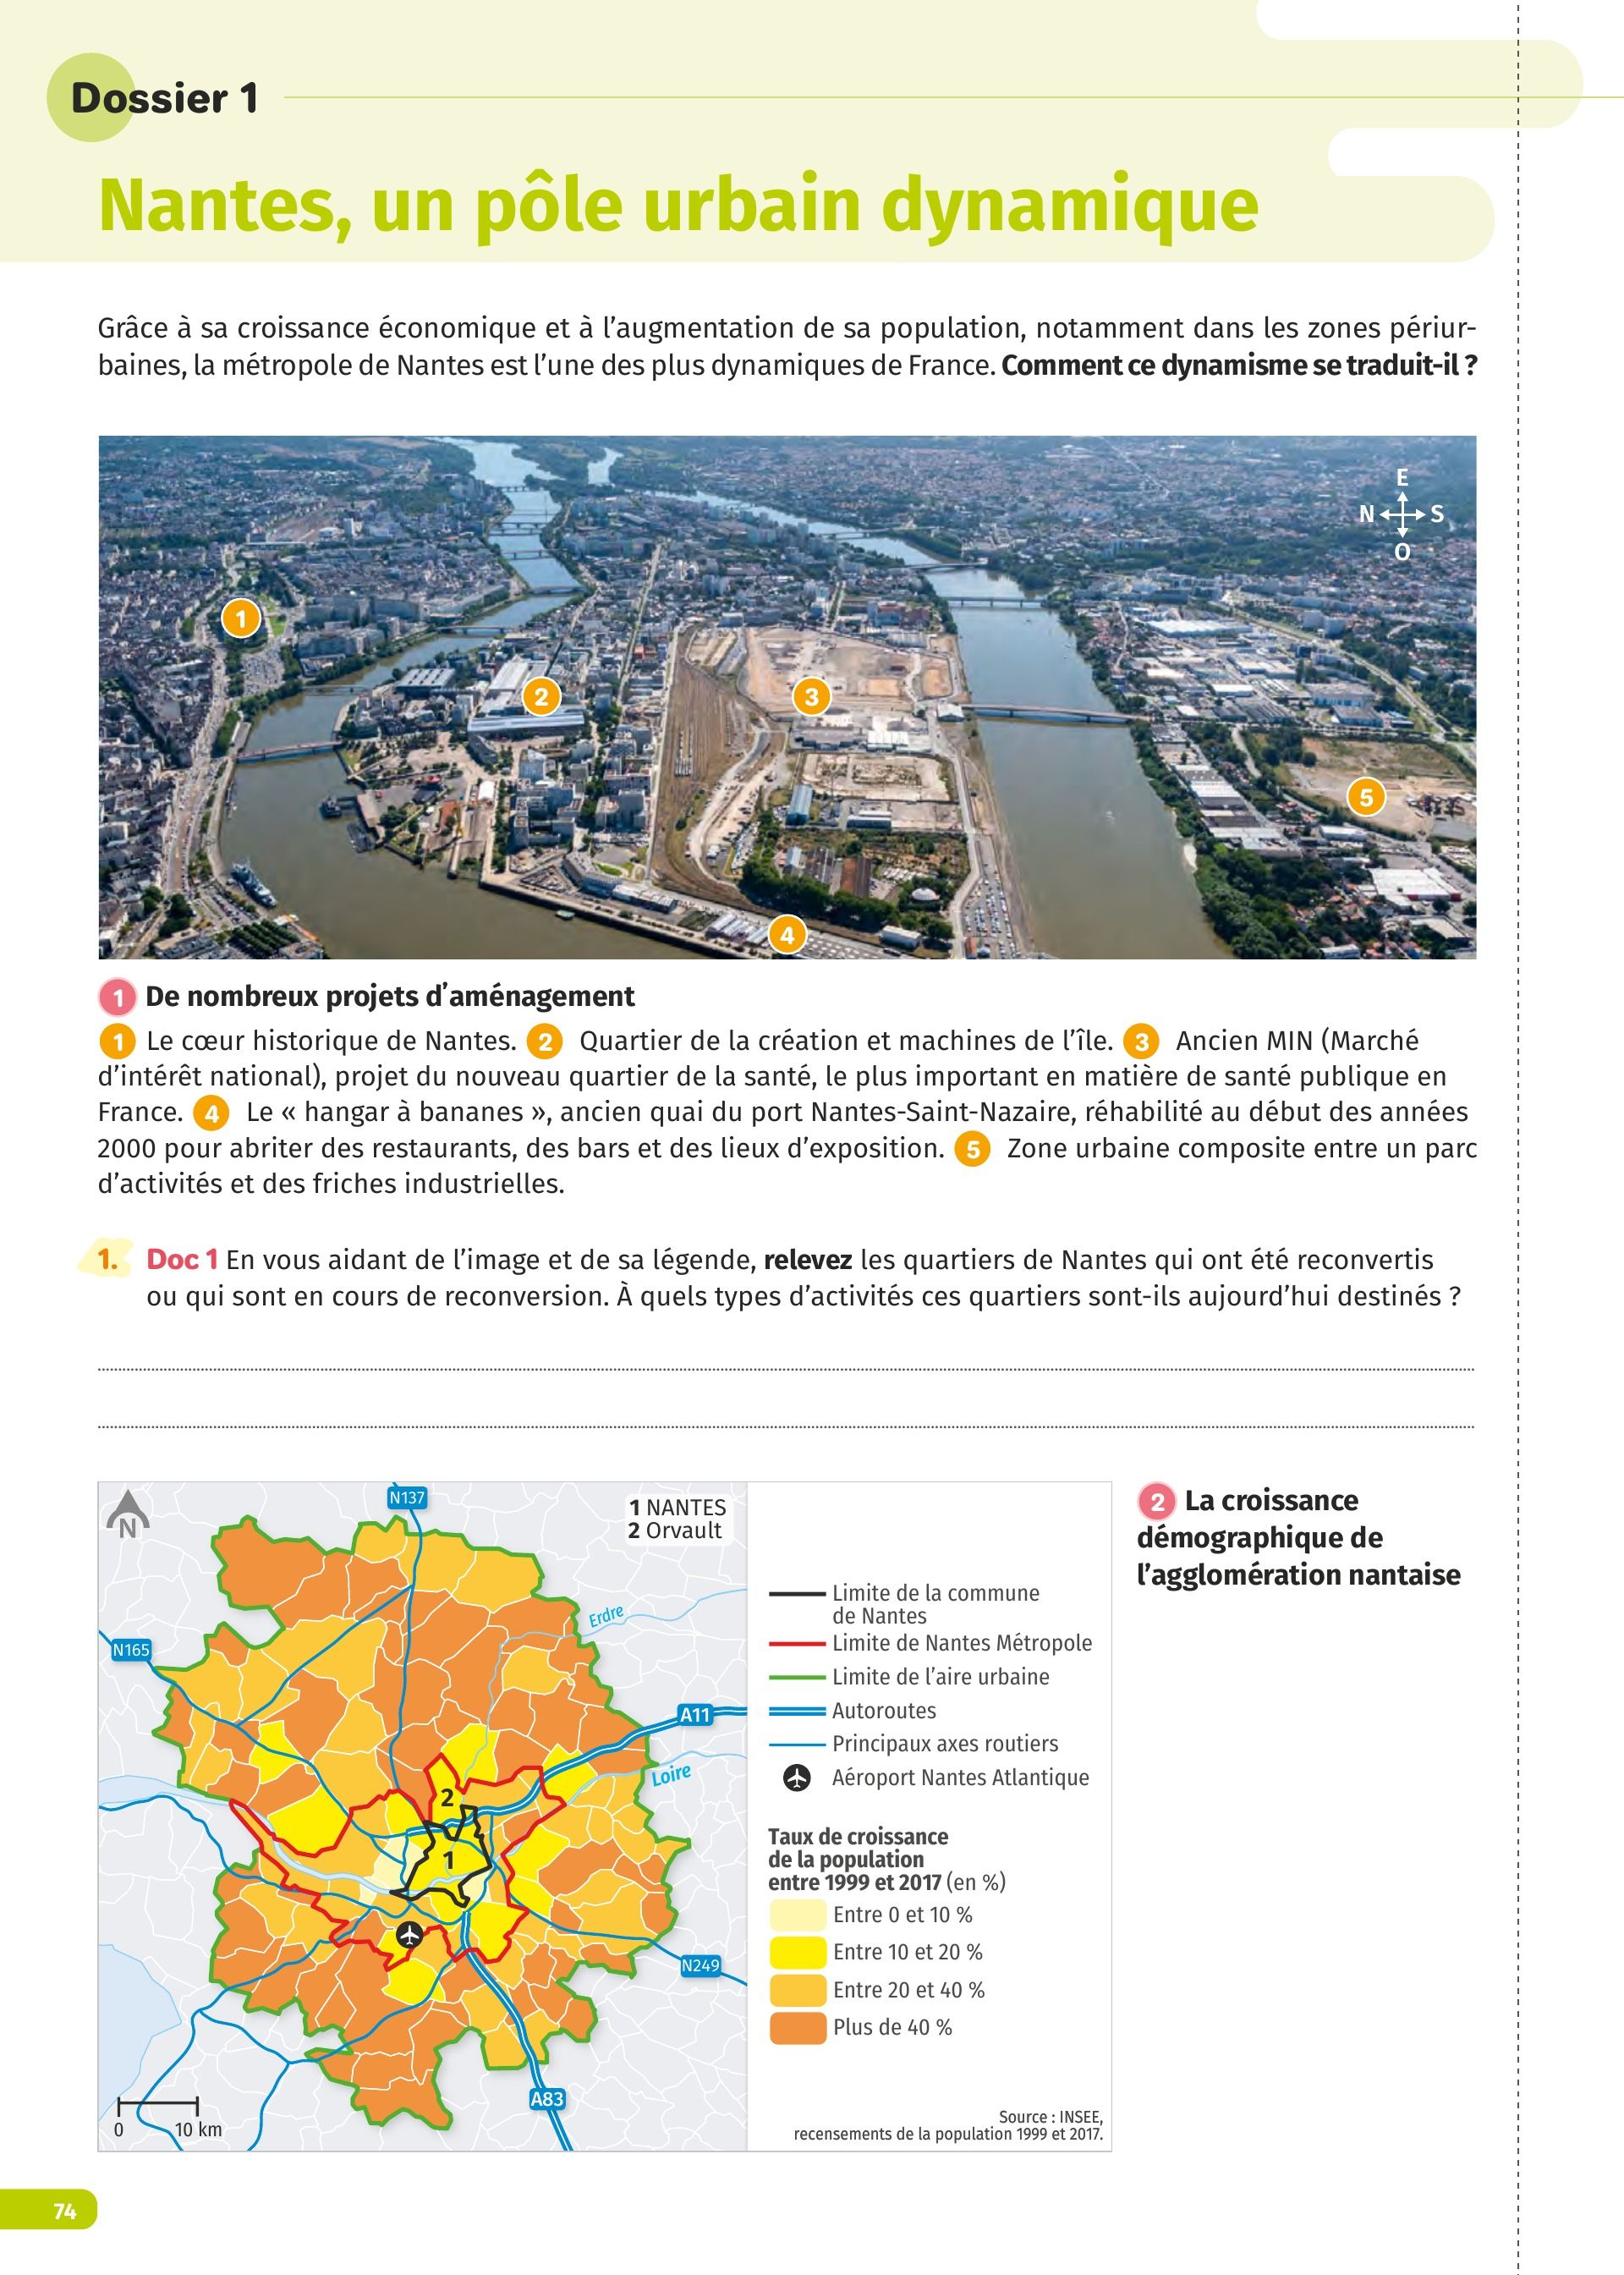 Dossier 1
Nantes, un pôle urbain dynamique
Grâce à sa croissance économique et à l’augmentation de sa population, notamment dans les zones périur-
baines, la métropole de Nantes est l’une des plus dynamiques de France. Comment ce dynamisme se traduit-il ?
E
N S
O
1
2
3
4
5
1 De nombreux projets d’aménagement
1 Le cœur historique de Nantes. 2 Quartier de la création et machines de l’île. 3 Ancien MIN (Marché
d’intérêt national), projet du nouveau quartier de la santé, le plus important en matière de santé publique en
France. 4 Le « hangar à bananes », ancien quai du port Nantes-Saint-Nazaire, réhabilité au début des années
2000 pour abriter des restaurants, des bars et des lieux d’exposition. 5 Zone urbaine composite entre un parc
d’activités et des friches industrielles.
1. Doc 1 En vous aidant de l’image et de sa légende, relevez les quartiers de Nantes qui ont été reconvertis
ou qui sont en cours de reconversion. À quels types d’activités ces quartiers sont-ils aujourd’hui destinés ?
N
N137
1 NANTES
2 Orvault
Erdre
N165
A11
Loire
2
1
N249
A83
0 10 km
Limite de la commune
de Nantes
Limite de Nantes Métropole
Limite de l’aire urbaine
Autoroutes
Principaux axes routiers
Aéroport Nantes Atlantique
Taux de croissance
de la population
entre 1999 et 2017 (en %)
Entre 0 et 10 %
Entre 10 et 20 %
Entre 20 et 40 %
Plus de 40 %
Source : INSEE,
recensements de la population 1999 et 2017.
2 La croissance
démographique de
l’agglomération nantaise
74